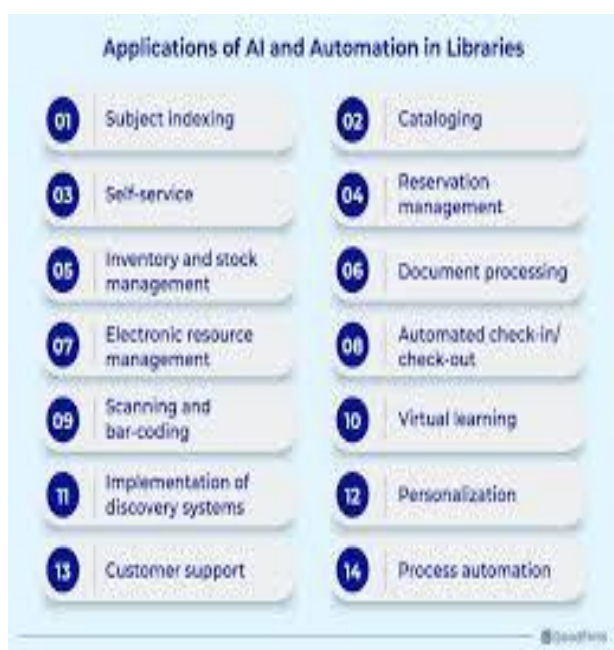 Applications of AI and Automation in Libraries
01 Subject indexing
02 Cataloging
03 Self-service
04 Reservation
management
05 Inventory and stock
management
06 Document processing
07 Electronic resource
management
08 Automated check-in/
check-out
09 Scanning and
bar-coding
10 Virtual learning
11 Implementation of
discovery systems
12 Personalization
13 Customer support
14 Process automation